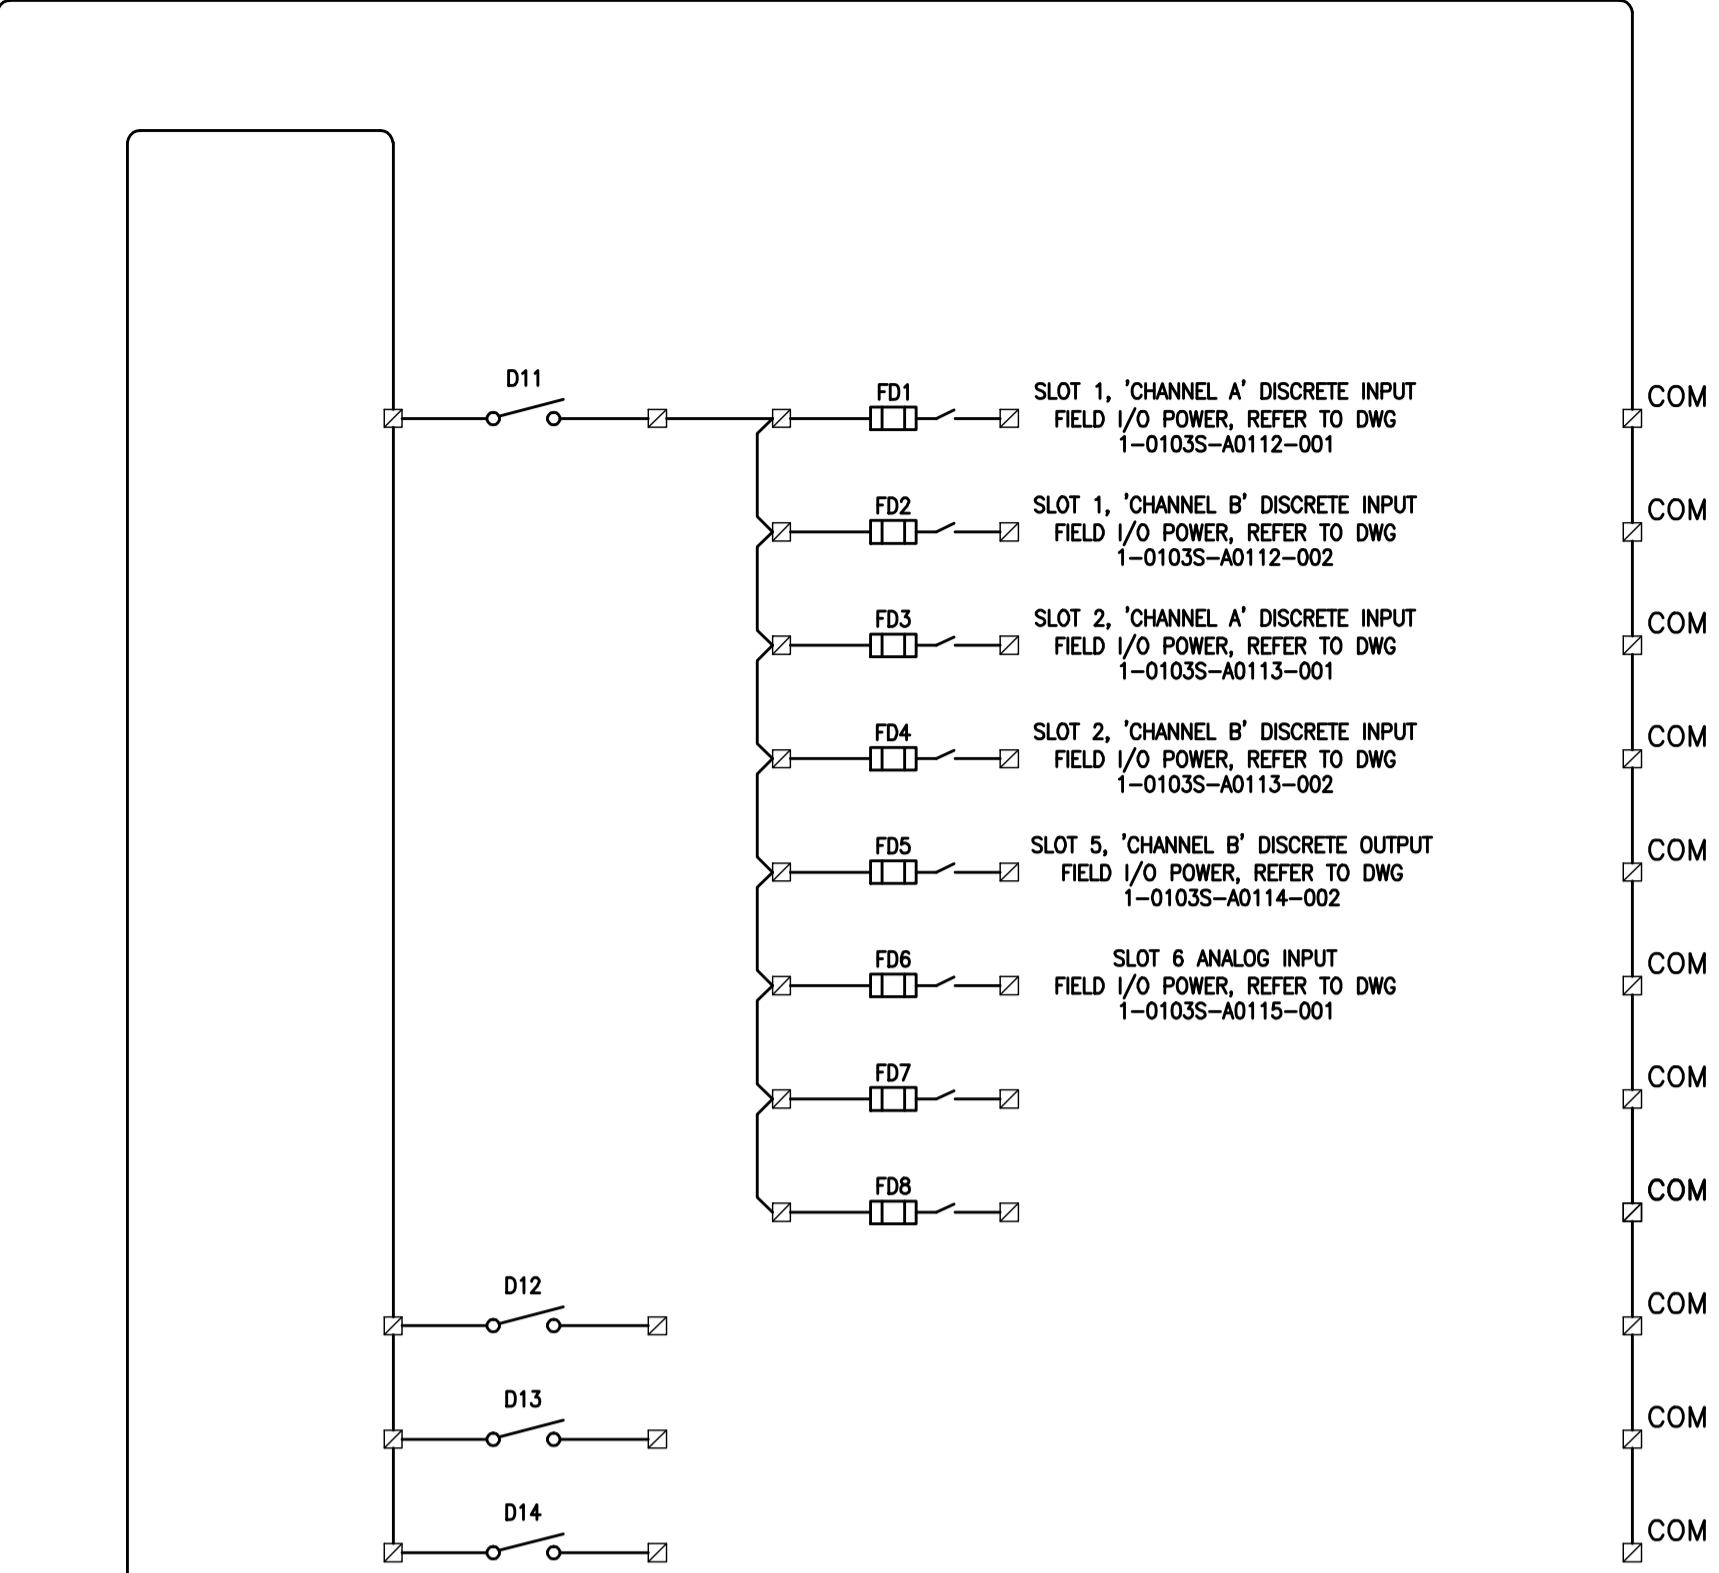 D11
FD1
SLOT 1, 'CHANNEL A' DISCRETE INPUT
FIELD I/O POWER, REFER TO DWG
1-0103S-A0112-001
COM
FD2
SLOT 1, 'CHANNEL B' DISCRETE INPUT
FIELD I/O POWER, REFER TO DWG
1-0103S-A0112-002
COM
FD3
SLOT 2, 'CHANNEL A' DISCRETE INPUT
FIELD I/O POWER, REFER TO DWG
1-0103S-A0113-001
COM
FD4
SLOT 2, 'CHANNEL B' DISCRETE INPUT
FIELD I/O POWER, REFER TO DWG
1-0103S-A0113-002
COM
FD5
SLOT 5, 'CHANNEL B' DISCRETE OUTPUT
FIELD I/O POWER, REFER TO DWG
1-0103S-A0114-002
COM
FD6
SLOT 6 ANALOG INPUT
FIELD I/O POWER, REFER TO DWG
1-0103S-A0115-001
COM
FD7
COM
FD8
COM
D12
COM
D13
COM
D14
COM